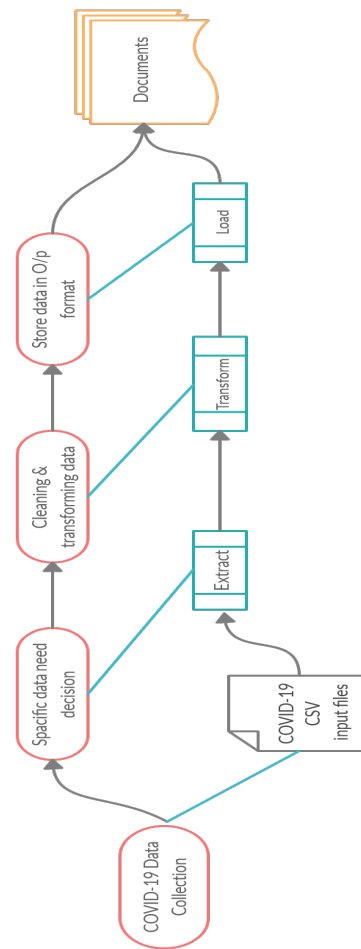 COVID-19 Data
Collection
Spacific data need
decision
Cleaning &
transforming data
Store data in O/p
format
Documents
COVID-19
CSV
input files
Extract
Transform
Load